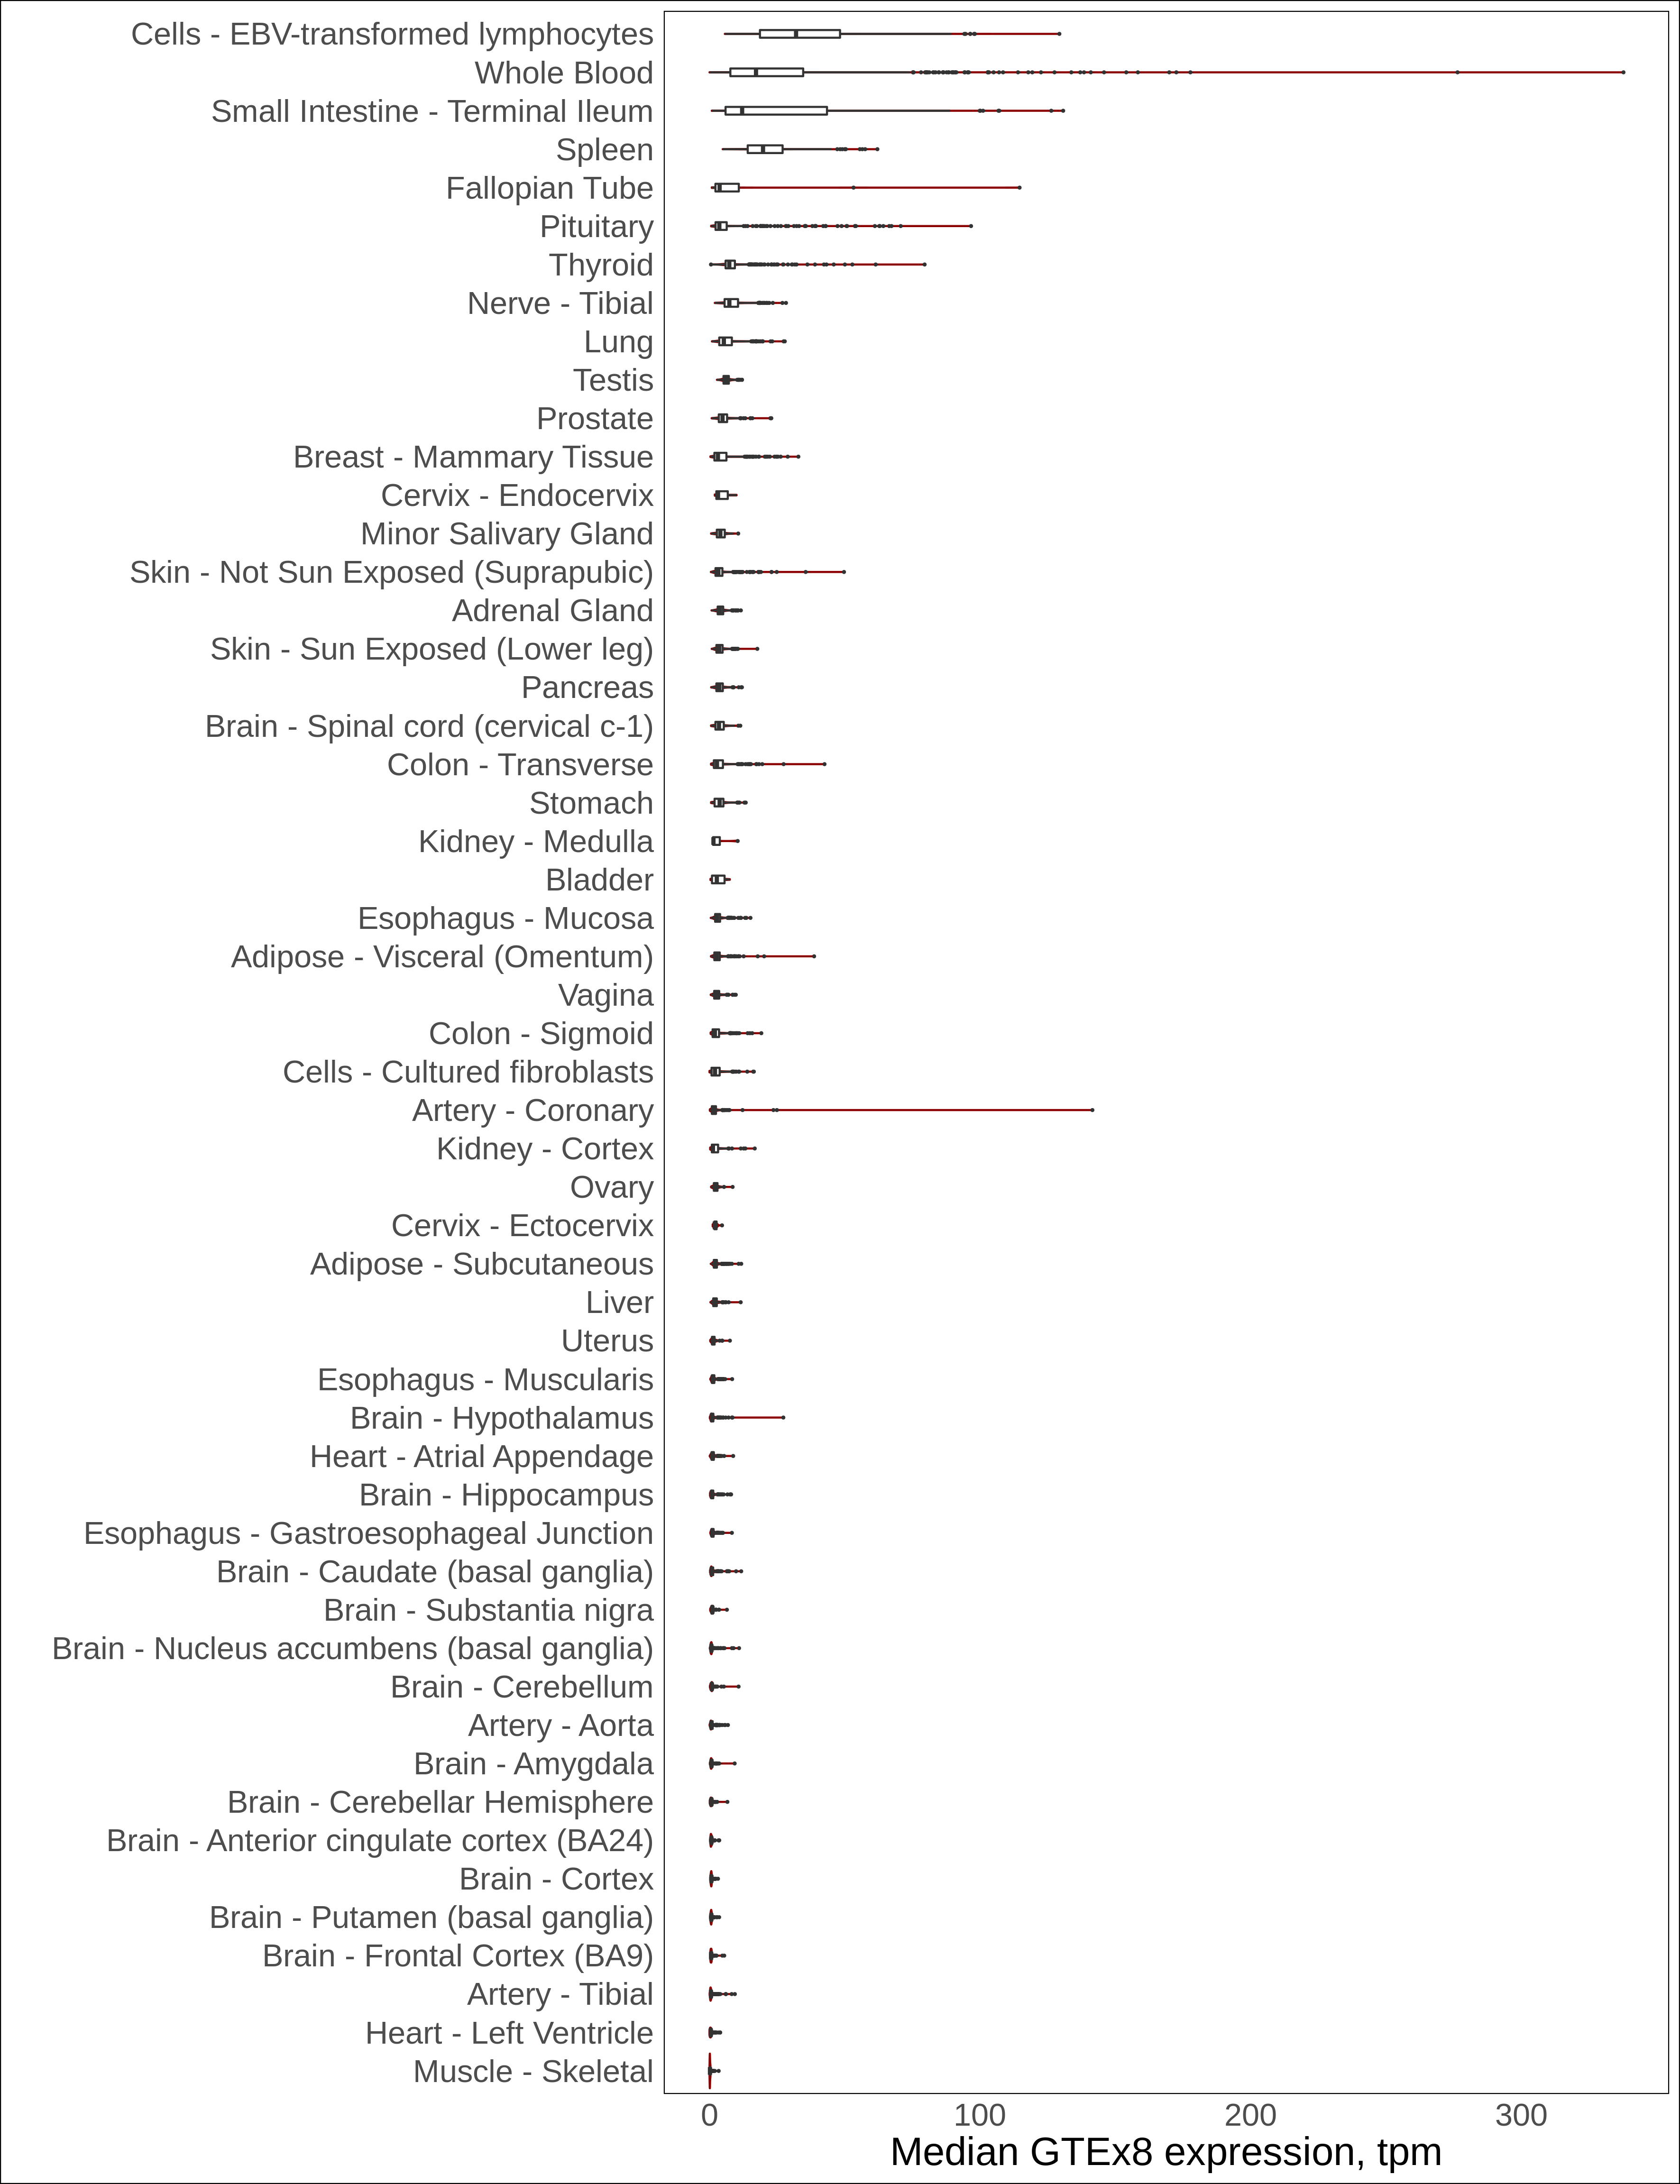 Cells - EBV-transformed lymphocytes
Whole Blood
Small Intestine - Terminal Ileum
Spleen
Fallopian Tube
Pituitary
Thyroid
Nerve - Tibial
Lung
Testis
Prostate
Breast - Mammary Tissue
Cervix - Endocervix
Minor Salivary Gland
Skin - Not Sun Exposed (Suprapubic)
Adrenal Gland
Skin - Sun Exposed (Lower leg)
Pancreas
Brain - Spinal cord (cervical c-1)
Colon - Transverse
Stomach
Kidney - Medulla
Bladder
Esophagus - Mucosa
Adipose - Visceral (Omentum)
Vagina
Colon - Sigmoid
Cells - Cultured fibroblasts
Artery - Coronary
Kidney - Cortex
Ovary
Cervix - Ectocervix
Adipose - Subcutaneous
Liver
Uterus
Esophagus - Muscularis
Brain - Hypothalamus
Heart - Atrial Appendage
Brain - Hippocampus
Esophagus - Gastroesophageal Junction
Brain - Caudate (basal ganglia)
Brain - Substantia nigra
Brain - Nucleus accumbens (basal ganglia)
Brain - Cerebellum
Artery - Aorta
Brain - Amygdala
Brain - Cerebellar Hemisphere
Brain - Anterior cingulate cortex (BA24)
Brain - Cortex
Brain - Putamen (basal ganglia)
Brain - Frontal Cortex (BA9)
Artery - Tibial
Heart - Left Ventricle
Muscle - Skeletal
0 100 200 300
Median GTEx8 expression, tpm